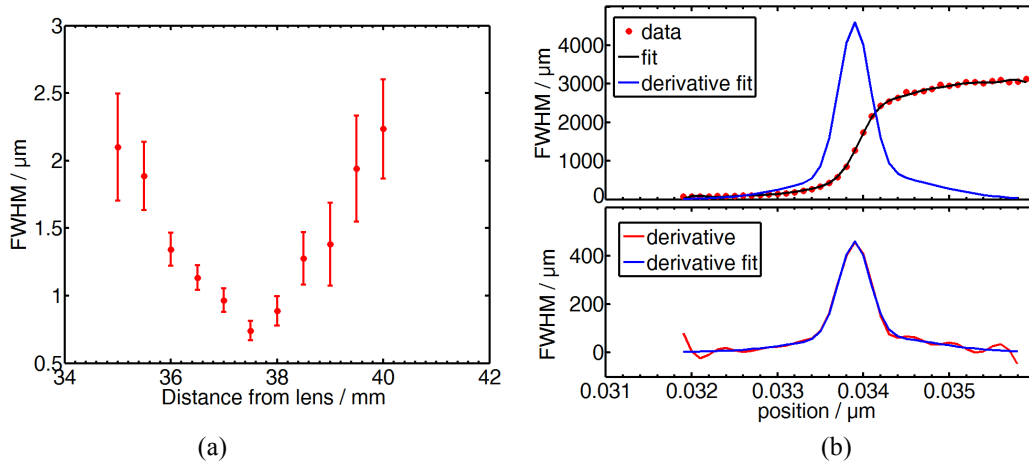 FWHM / µm
3
2.5
2
1.5
1
0.5
34
36
38
40
42
Distance from lens / mm
(a)
FWHM / µm
4000
3000
2000
1000
0
data
fit
derivative fit
FWHM / µm
400
200
0
derivative
derivative fit
0.031
0.032
0.033
0.034
0.035
position / µm
(b)